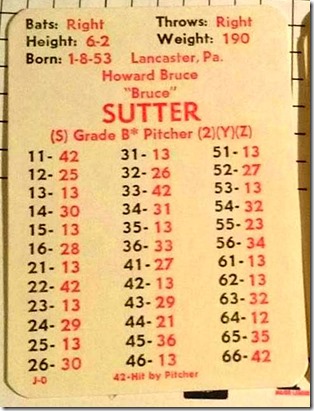 Bats: Right Throws: Right
Height: 6-2 Weight: 190
Born: 1-8-53 Lancaster, Pa.
Howard Bruce
"Bruce"
SUTTER
(S) Grade B* Pitcher (2)(Y)(Z)
11- 42 31- 13 51- 13
12- 25 32- 26 52- 27
13- 13 33- 42 53- 13
14- 30 34- 31 54- 32
15- 13 35- 13 55- 23
16- 28 36- 33 56- 34
21- 13 41- 27 61- 13
22- 42 42- 13 62- 13
23- 13 43- 29 63- 32
24- 29 44- 21 64- 12
25- 13 45- 36 65- 35
26- 30 46- 13 66- 42
J-0 42-Hit by Pitcher